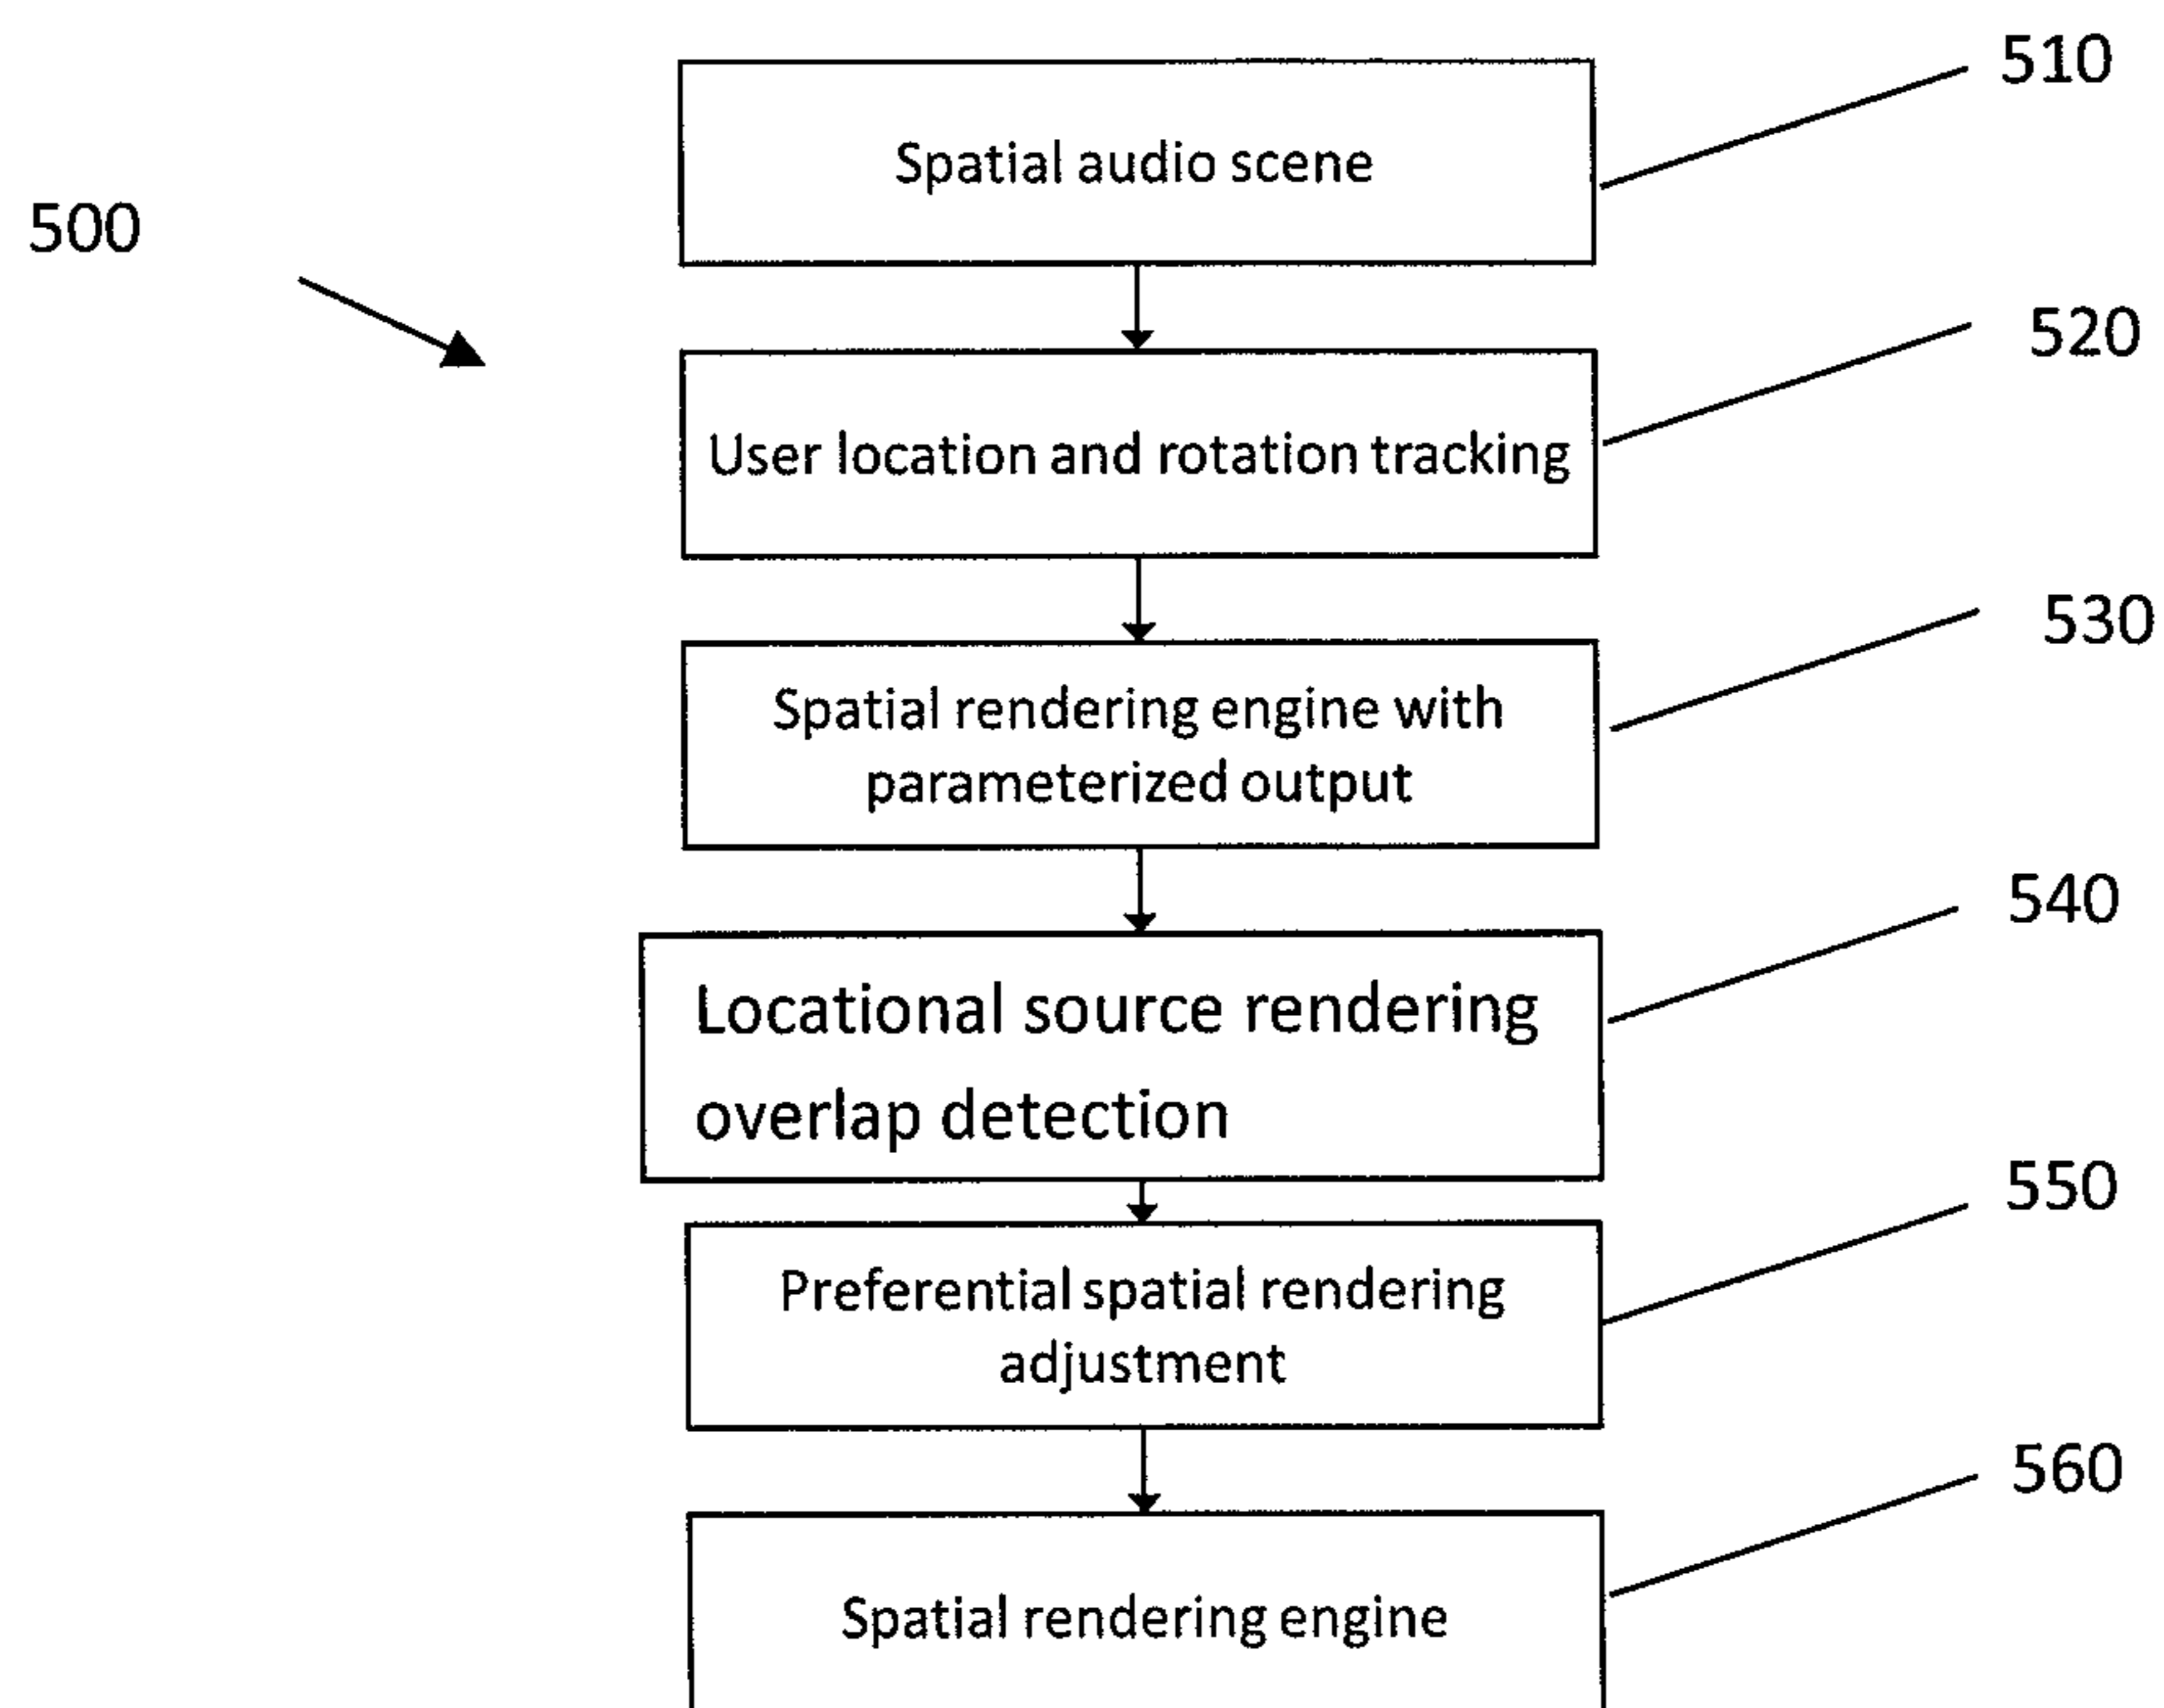 510
Spatial audio scene
500
520
User location and rotation tracking
530
Spatial rendering engine with
parameterized output
540
Locational source rendering
overlap detection
550
Preferential spatial rendering
adjustment
560
Spatial rendering engine